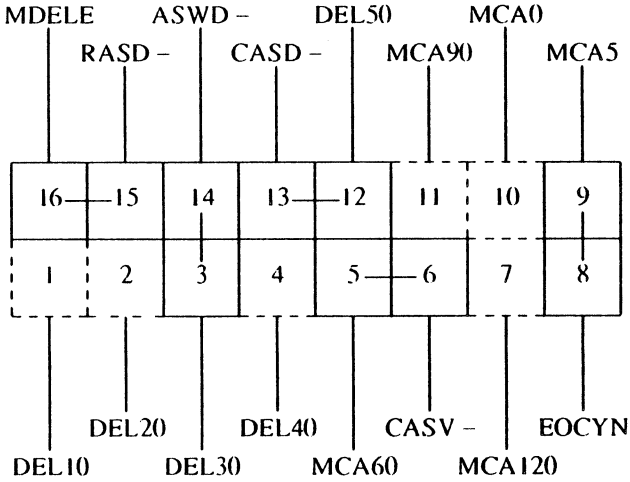 MDELE ASWD – DEL50 MCA0
RASD – CASD – MCA90 MCA5
16 15 14 13 12 11 10 9
1 2 3 4 5 6 7 8
DEL20 DEL40 CASV – EOCYN
DEL10 DEL30 MCA60 MCA120